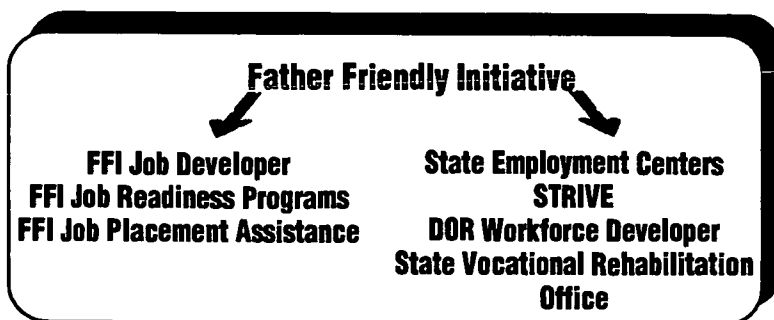 Father Friendly Initiative
FFI Job Developer
FFI Job Readiness Programs
FFI Job Placement Assistance
State Employment Centers
STRIVE
DOR Workforce Developer
State Vocational Rehabilitation
Office